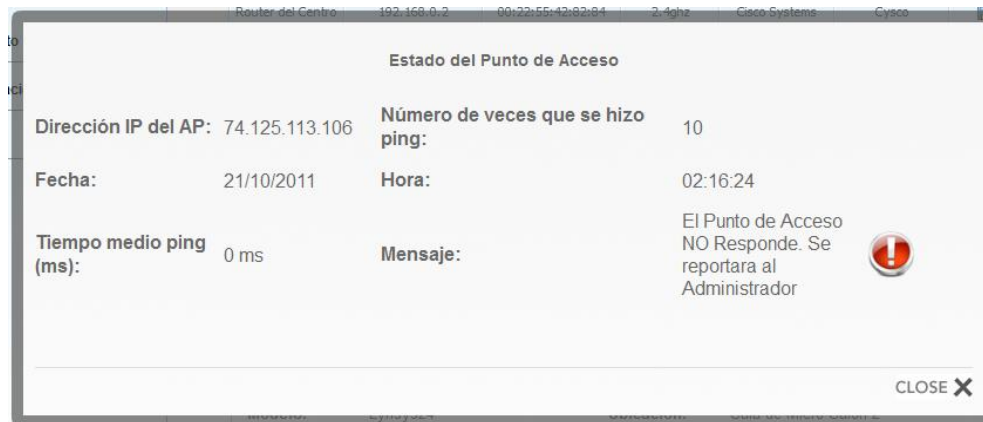 Router del Centro 192.168.0.2 00:22:55:42:82:84 2.4ghz Cisco Systems Cysco
Estado del Punto de Acceso
Dirección IP del AP: 74.125.113.106 Número de veces que se hizo
ping: 10
Fecha: 21/10/2011 Hora: 02:16:24
Tiempo medio ping
(ms): 0 ms Mensaje: El Punto de Acceso
NO Responde. Se
reportara al
Administrador
CLOSE